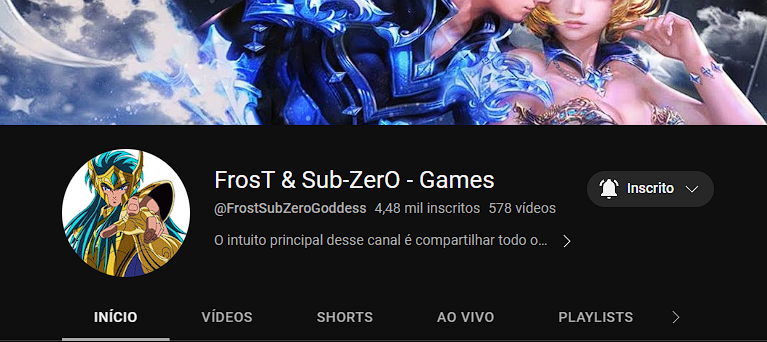 FrosT & Sub-ZerO - Games
@FrostSubZeroGoddess 4,48 mil inscritos 578 vídeos
Inscrito
O intuito principal desse canal é compartilhar todo o...
INÍCIO VÍDEOS SHORTS AO VIVO PLAYLISTS